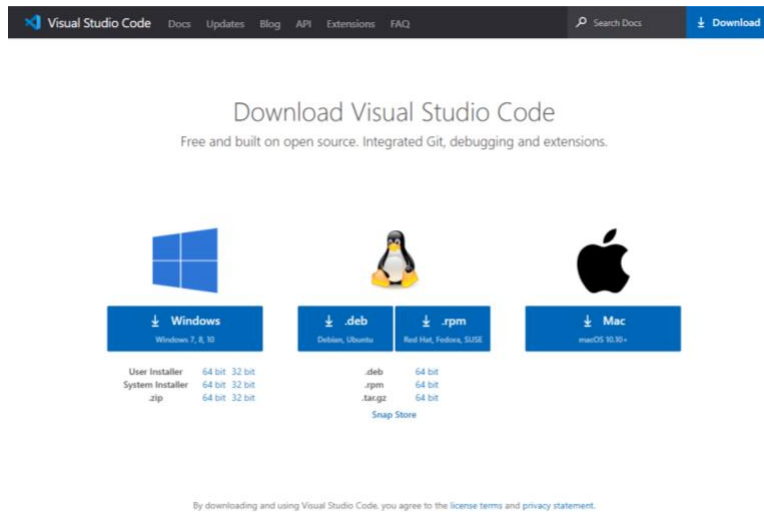 Visual Studio Code Docs Updates Blog API Extensions FAQ Search Docs Download
Download Visual Studio Code
Free and built on open source. Integrated Git, debugging and extensions.
Windows
Windows 7, 8, 10
.deb
Debian, Ubuntu
.rpm
Red Hat, Fedora, SUSE
Mac
macOS 10.10+
User Installer 64 bit 32 bit
System Installer 64 bit 32 bit
.zip 64 bit 32 bit
.deb 64 bit
.rpm 64 bit
.tar.gz 64 bit
Snap Store
By downloading and using Visual Studio Code, you agree to the license terms and privacy statement.